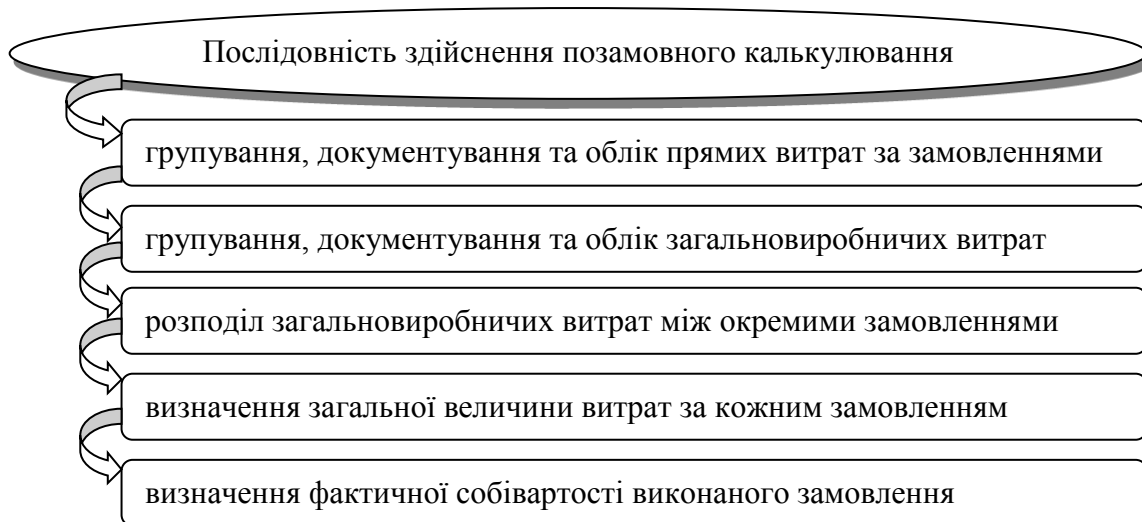 Послідовність здійснення позамовного калькулювання
групування, документування та облік прямих витрат за замовленнями
групування, документування та облік загальновиробничих витрат
розподіл загальновиробничих витрат між окремими замовленнями
визначення загальної величини витрат за кожним замовленням
визначення фактичної собівартості виконаного замовлення